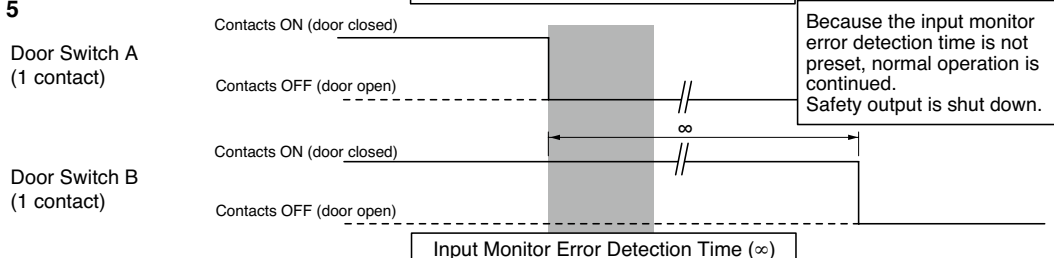 5
Contacts ON (door closed)
Door Switch A
(1 contact)
Contacts OFF (door open)
Because the input monitor
error detection time is not
preset, normal operation is
continued.
Safety output is shut down.
∞
Contacts ON (door closed)
Door Switch B
(1 contact)
Contacts OFF (door open)
Input Monitor Error Detection Time (∞)